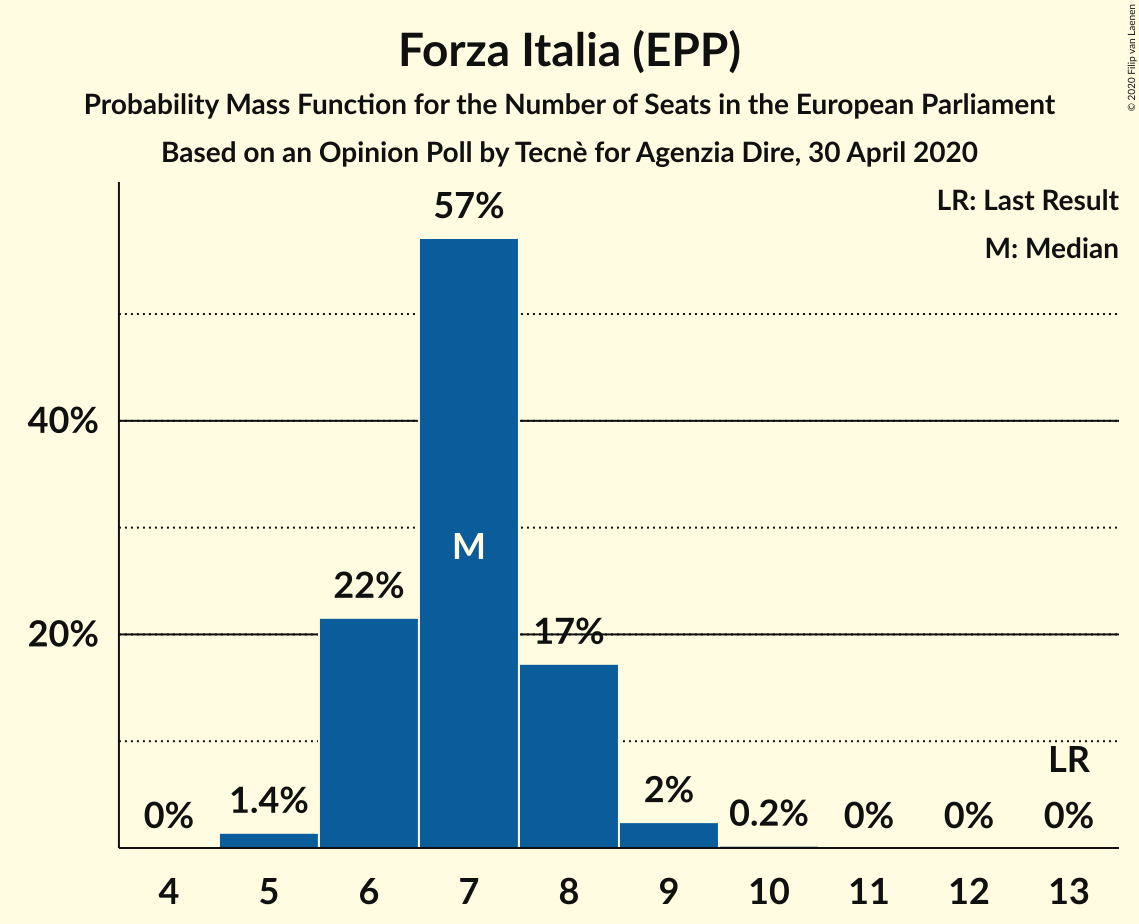 Forza Italia (EPP)
Probability Mass Function for the Number of Seats in the European Parliament
Based on an Opinion Poll by Tecnè for Agenzia Dire, 30 April 2020
© 2020 Filip van Laenen
LR: Last Result
M: Median
57%
40%
M
22%
20%
17%
LR
0%
1.4%
2%
0.2%
0%
0%
0%
4 5 6 7 8 9 10 11 12 13